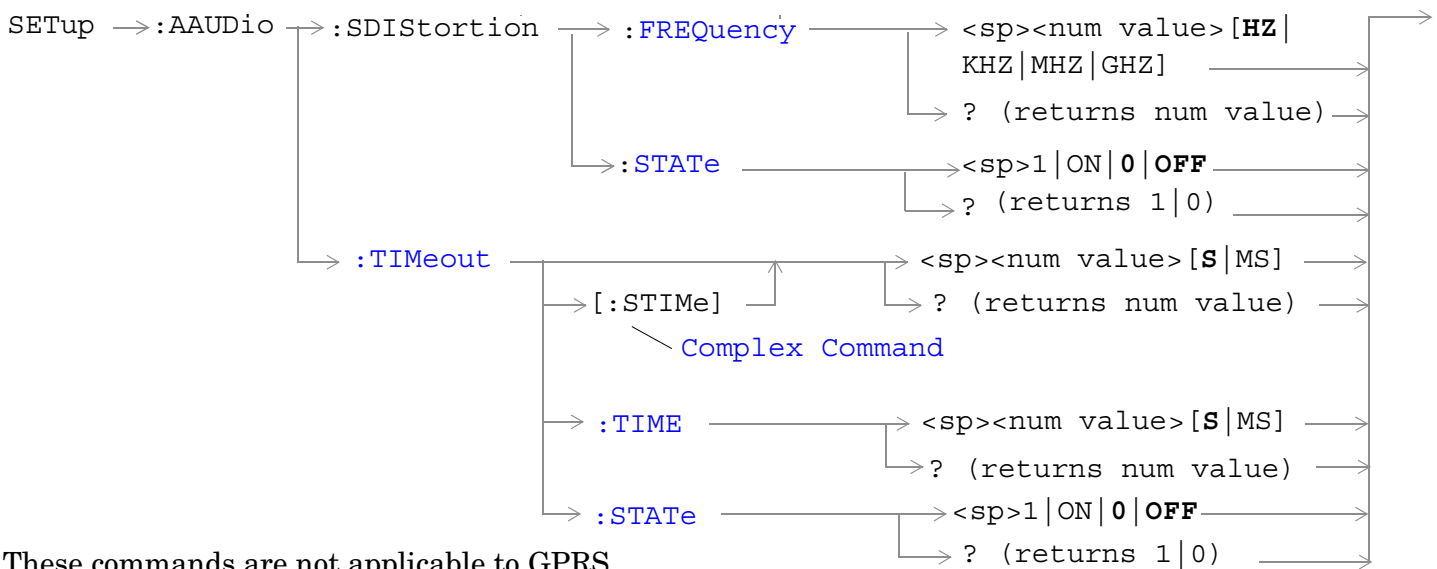 SETup :AAUDio :SDIStortion :FREQuency <sp><num value>[HZ|
KHZ|MHZ|GHZ]
? (returns num value)
:STATe <sp>1|ON|0|OFF
? (returns 1|0)
:TIMeout <sp><num value>[S|MS]
[:STIMe] ? (returns num value)
Complex Command
:TIME <sp><num value>[S|MS]
? (returns num value)
:STATe <sp>1|ON|0|OFF
? (returns 1|0)
These commands are not applicable to GPRS